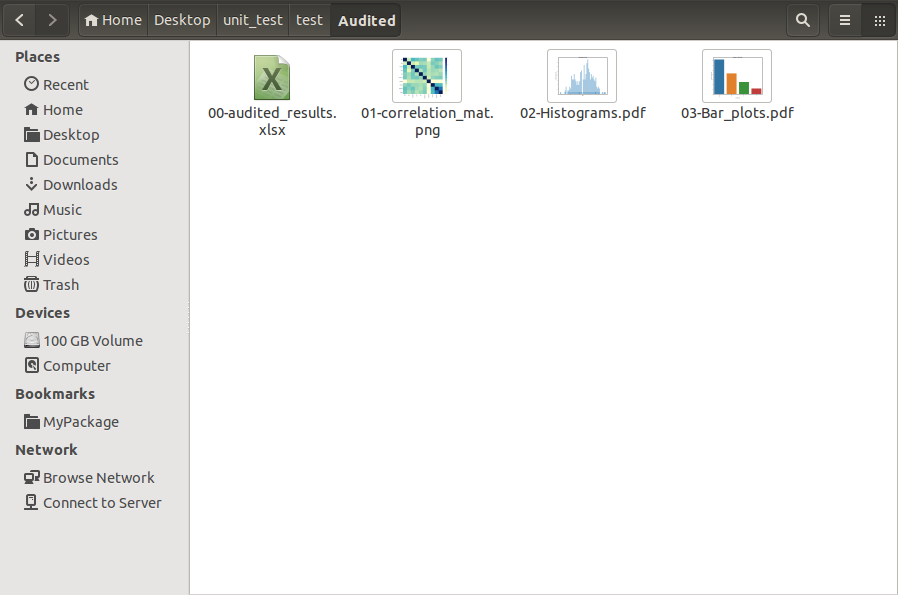 Home Desktop unit_test test Audited
Places
Recent
Home
Desktop
Documents
Downloads
Music
Pictures
Videos
Trash
Devices
100 GB Volume
Computer
Bookmarks
MyPackage
Network
Browse Network
Connect to Server
00-audited_results.
xlsx
01-correlation_mat.
png
02-Histograms.pdf
03-Bar_plots.pdf